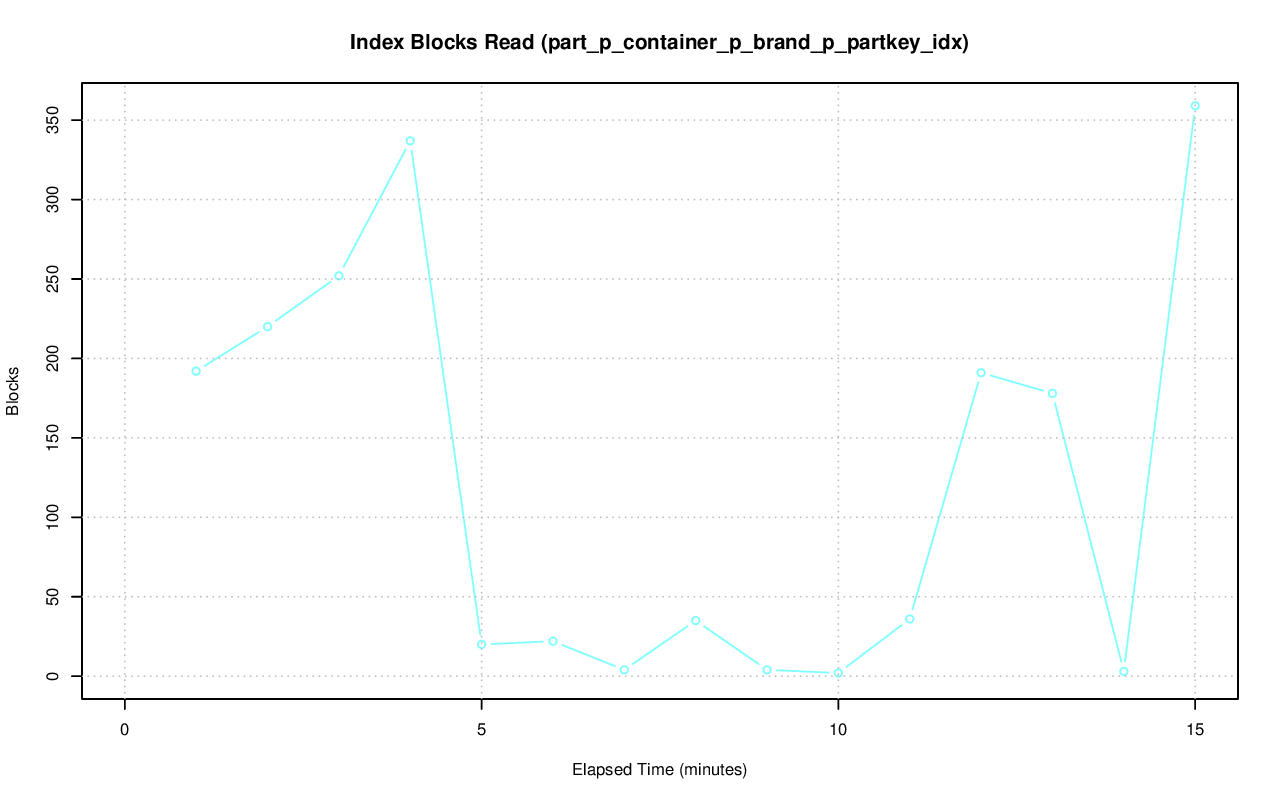 Index Blocks Read (part_p_container_p_brand_p_partkey_idx)
350
300
250
200
150
100
50
0
Blocks
0 5 10 15
Elapsed Time (minutes)